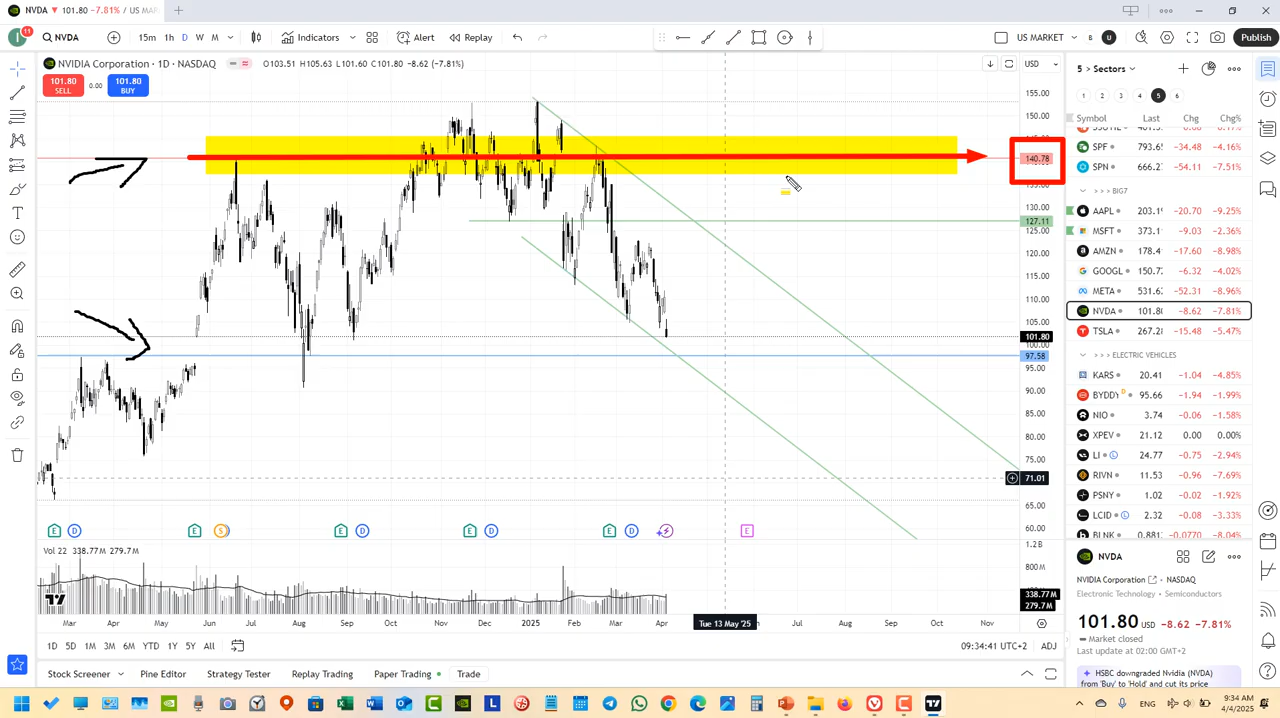 NVDA ▼ 101.80 −7.81% / US MAR
11
NVDA
15m 1h D W M
Indicators
Alert
Replay
US MARKET
B
U
Publish
NVIDIA Corporation · 1D · NASDAQ
O103.51 H105.63 L101.60 C101.80 −8.62 (−7.81%)
101.80
SELL
0.00
101.80
BUY
USD
155.00
150.00
140.78
130.00
127.11
125.00
120.00
115.00
110.00
105.00
101.80
100.00
97.58
95.00
90.00
85.00
80.00
75.00
71.01
65.00
60.00
E D E S E D E D E D E
Vol 22 338.77M 279.7M
1.2B
800M
338.77M
279.7M
Mar Apr May Jun Jul Aug Sep Oct Nov Dec 2025 Feb Mar Apr Tue 13 May '25 Jul Aug Sep Oct Nov
1D 5D 1M 3M 6M YTD 1Y 5Y All
09:34:41 UTC+2
ADJ
Stock Screener
Pine Editor
Strategy Tester
Replay Trading
Paper Trading
Trade
5 > Sectors
1 2 3 4 5 6
Symbol Last Chg Chg%
SPF 793.6 −34.48 −4.16%
SPN 666.2 −54.11 −7.51%
> > > BIG7
AAPL 203.1 −20.70 −9.25%
MSFT 373.1 −9.03 −2.36%
AMZN 178.4 −17.60 −8.98%
GOOGL 150.7 −6.32 −4.02%
META 531.6 −52.31 −8.96%
NVDA 101.80 −8.62 −7.81%
TSLA 267.2 −15.48 −5.47%
> > > ELECTRIC VEHICLES
KARS 20.41 −1.04 −4.85%
BYDDY D 95.66 −1.94 −1.99%
NIO 3.74 −0.06 −1.58%
XPEV 21.12 0.00 0.00%
LI L 24.77 −0.75 −2.94%
RIVN 11.53 −0.96 −7.69%
PSNY 1.02 −0.02 −1.92%
LCID L 2.32 −0.08 −3.33%
BLNK 0.881 −0.0770 −8.04%
NVDA
NVIDIA Corporation
NASDAQ
Electronic Technology • Semiconductors
101.80 USD −8.62 −7.81%
Market closed
Last update at 02:00 GMT+2
HSBC downgraded Nvidia (NVDA)
from 'Buy' to 'Hold' and cut its price
ENG
9:34 AM
4/4/2025